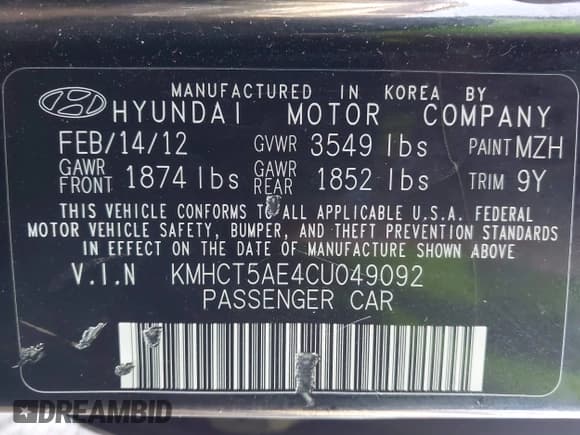 MANUFACTURED IN KOREA BY
HYUNDAI MOTOR COMPANY
FEB/14/12 GVWR 3549 lbs PAINT MZH
GAWR FRONT 1874 lbs GAWR REAR 1852 lbs TRIM 9Y
THIS VEHICLE CONFORMS TO ALL APPLICABLE U.S.A. FEDERAL
MOTOR VEHICLE SAFETY, BUMPER, AND THEFT PREVENTION STANDARDS
IN EFFECT ON THE DATE OF MANUFACTURE SHOWN ABOVE
V.I.N KMHCT5AE4CU049092
PASSENGER CAR
DREAMBID